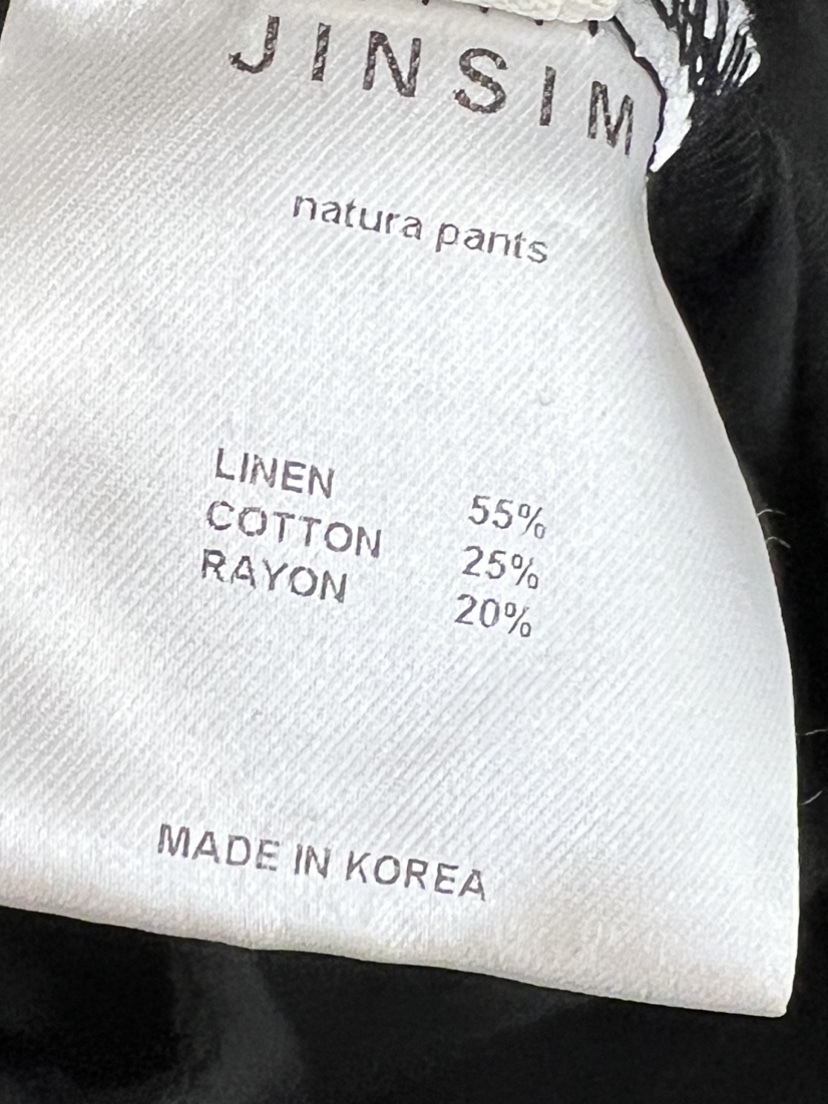 JINSIM
natura pants
LINEN 55%
COTTON 25%
RAYON 20%
MADE IN KOREA